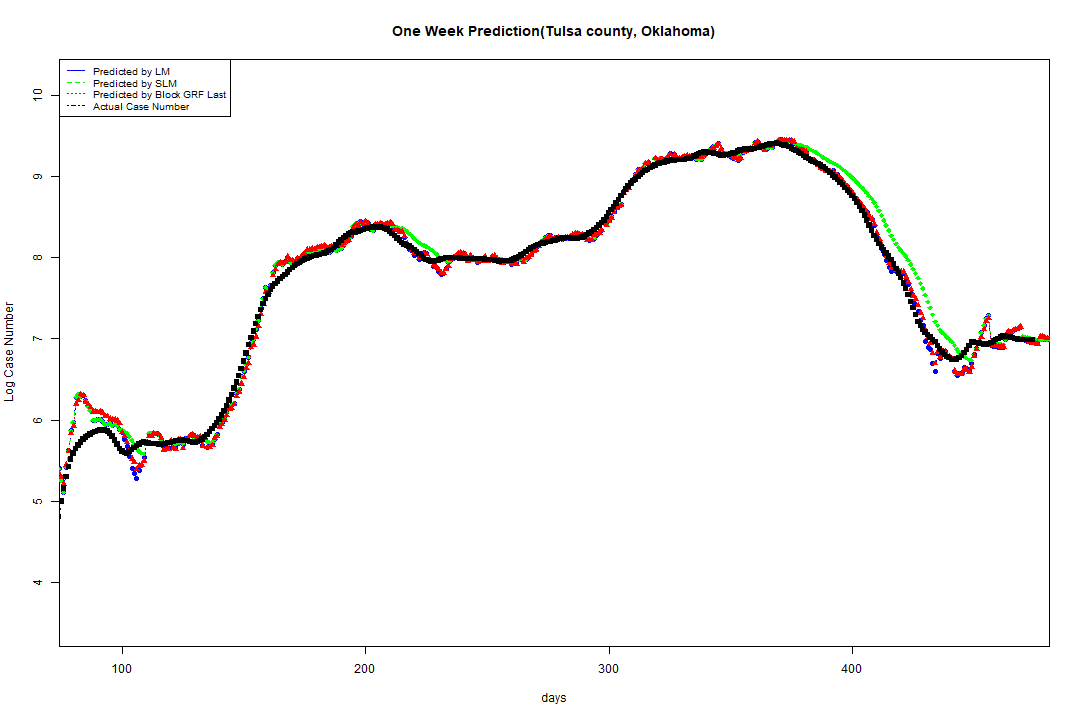 One Week Prediction(Tulsa county, Oklahoma)
Predicted by LM
Predicted by SLM
Predicted by Block GRF Last
Actual Case Number
10
9
8
7
6
5
4
Log Case Number
100 200 300 400
days